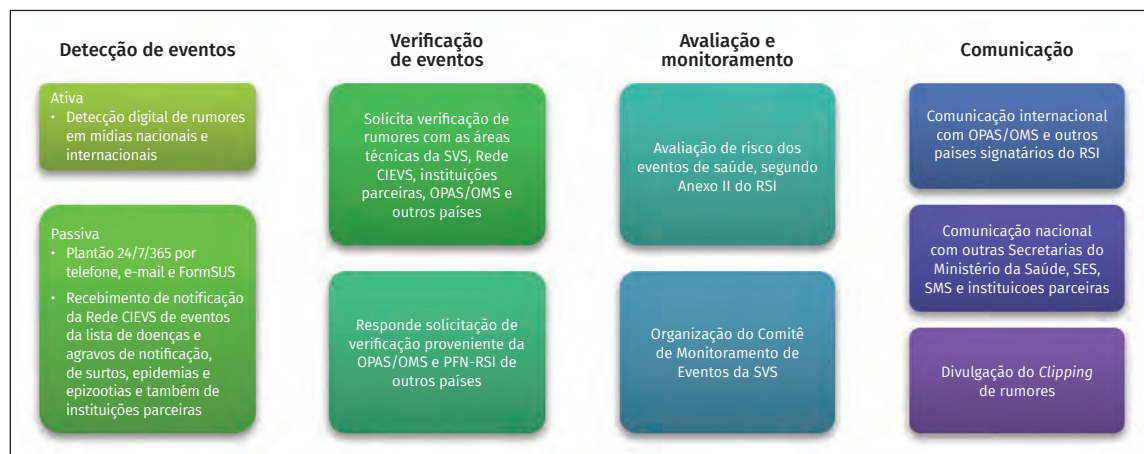 Detecção de eventos
Ativa
• Detecção digital de rumores
em mídias nacionais e
internacionais
Passiva
• Plantão 24/7/365 por
telefone, e-mail e FormSUS
• Recebimento de notificação
da Rede CIEVS de eventos
da lista de doenças e
agravos de notificação,
de surtos, epidemias e
epizootias e também de
instituições parceiras
Verificação
de eventos
Solicita verificação de
rumores com as áreas
técnicas da SVS, Rede
CIEVS, instituições
parceiras, OPAS/OMS e
outros países
Responde solicitação de
verificação proveniente da
OPAS/OMS e PFN-RSI de
outros países
Avaliação e
monitoramento
Avaliação de risco dos
eventos de saúde, segundo
Anexo II do RSI
Organização do Comitê
de Monitoramento de
Eventos da SVS
Comunicação
Comunicação internacional
com OPAS/OMS e outros
paises signatários do RSI
Comunicação nacional
com outras Secretarias do
Ministério da Saúde, SES,
SMS e instituicoes parceiras
Divulgação do Clipping
de rumores